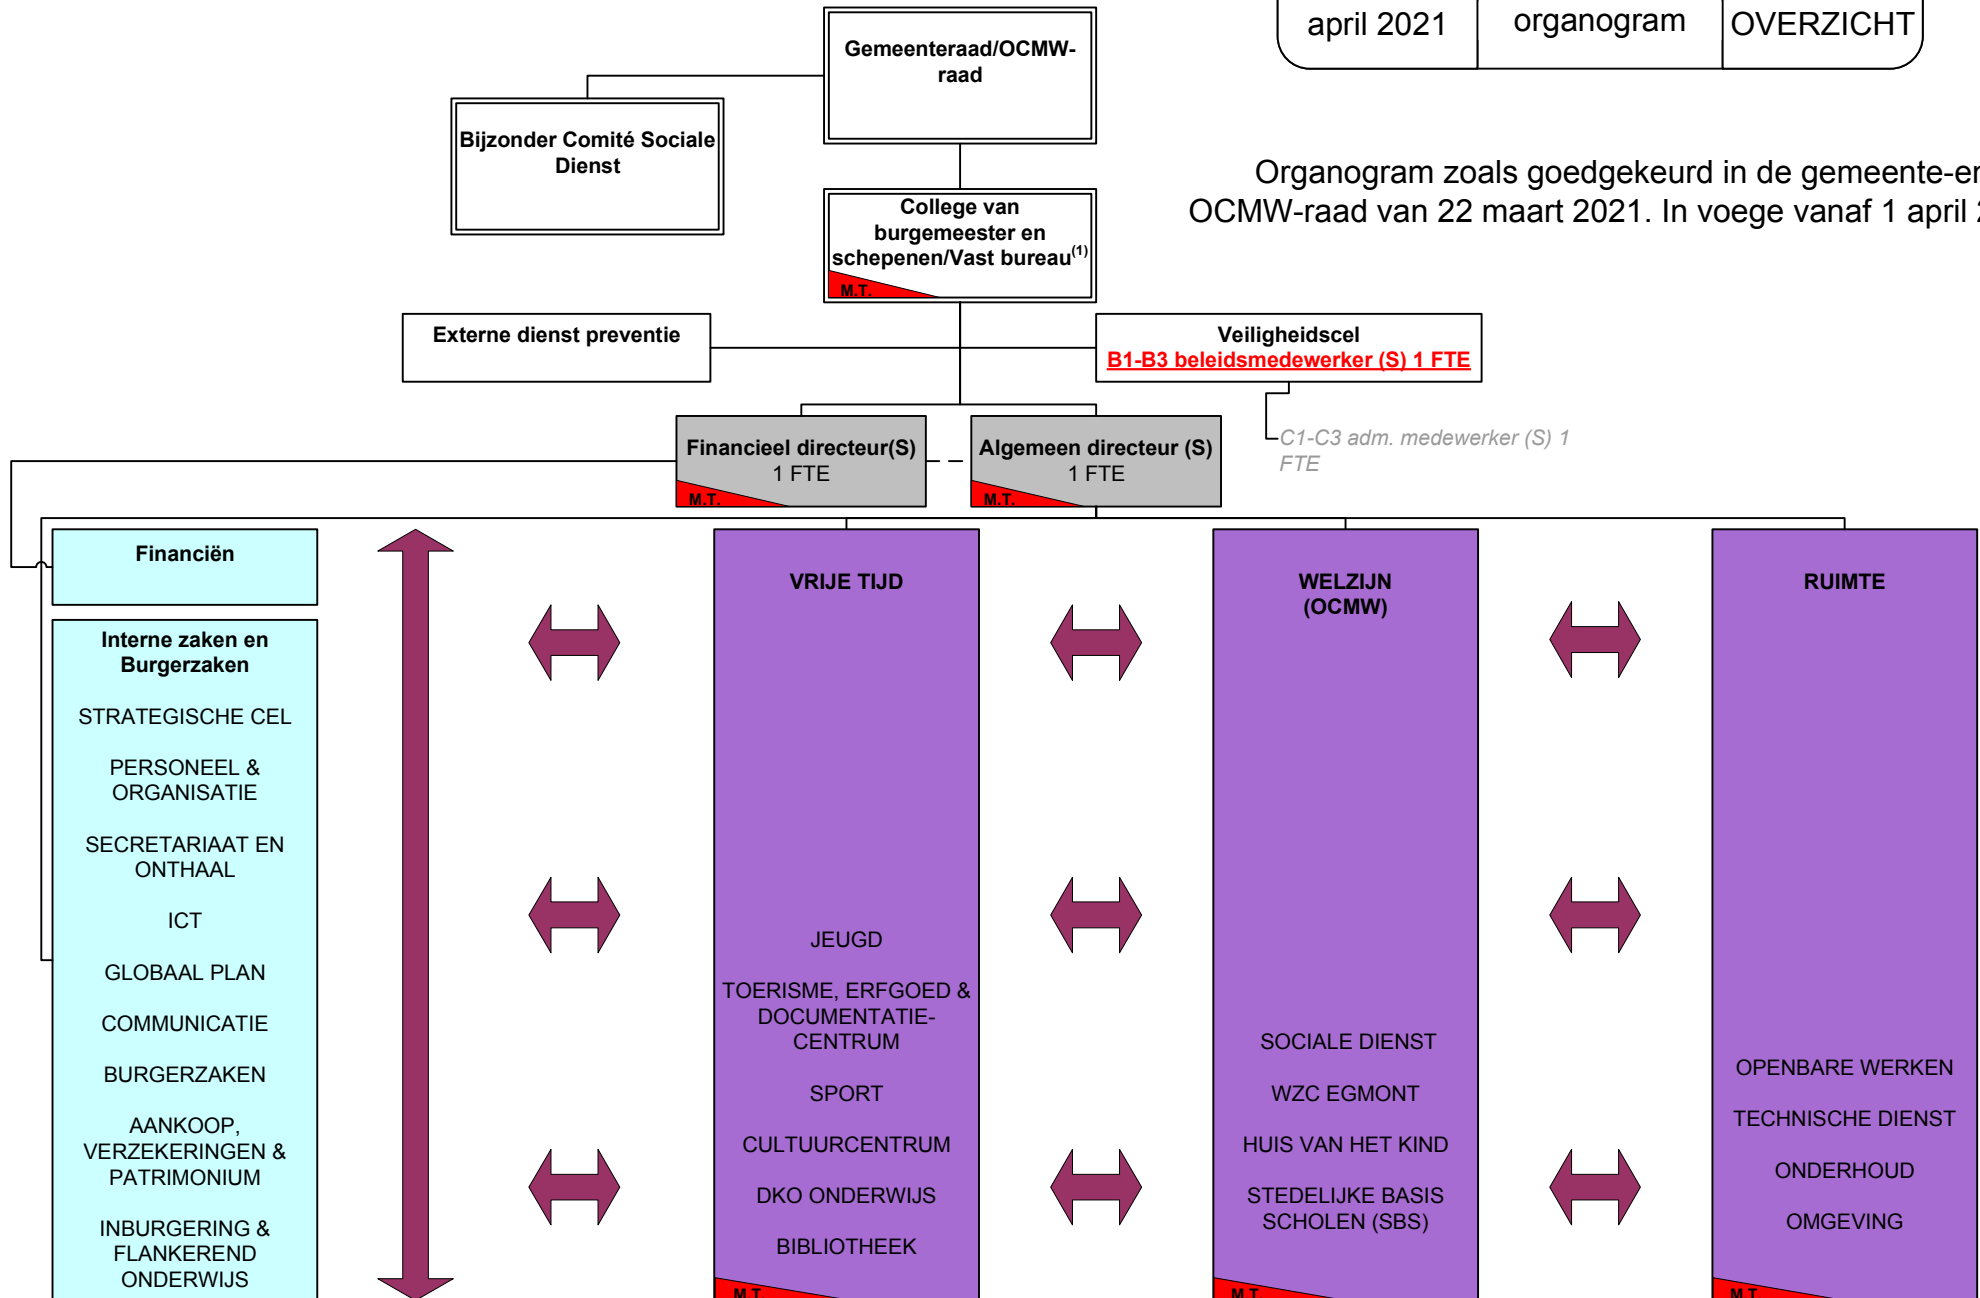 april 2021 organogram OVERZICHT
Gemeenteraad/OCMW-
raad
Bijzonder Comité Sociale
Dienst
Organogram zoals goedgekeurd in de gemeente-en
OCMW-raad van 22 maart 2021. In voege vanaf 1 april
College van
burgemeester en
schepenen/Vast bureau(1)
M.T.
Externe dienst preventie
Veiligheidscel
B1-B3 beleidsmedewerker (S) 1 FTE
C1-C3 adm. medewerker (S) 1
FTE
Financieel directeur(S)
1 FTE
M.T.
Algemeen directeur (S)
1 FTE
M.T.
Financiën
Interne zaken en
Burgerzaken
STRATEGISCHE CEL
PERSONEEL &
ORGANISATIE
SECRETARIAAT EN
ONTHAAL
ICT
GLOBAAL PLAN
COMMUNICATIE
BURGERZAKEN
AANKOOP,
VERZEKERINGEN &
PATRIMONIUM
INBURGERING &
FLANKEREND
ONDERWIJS
VRIJE TIJD
JEUGD
TOERISME, ERFGOED &
DOCUMENTATIE-
CENTRUM
SPORT
CULTUURCENTRUM
DKO ONDERWIJS
BIBLIOTHEEK
M.T.
WELZIJN
(OCMW)
SOCIALE DIENST
WZC EGMONT
HUIS VAN HET KIND
STEDELIJKE BASIS
SCHOLEN (SBS)
M.T.
RUIMTE
OPENBARE WERKEN
TECHNISCHE DIENST
ONDERHOUD
OMGEVING
M.T.